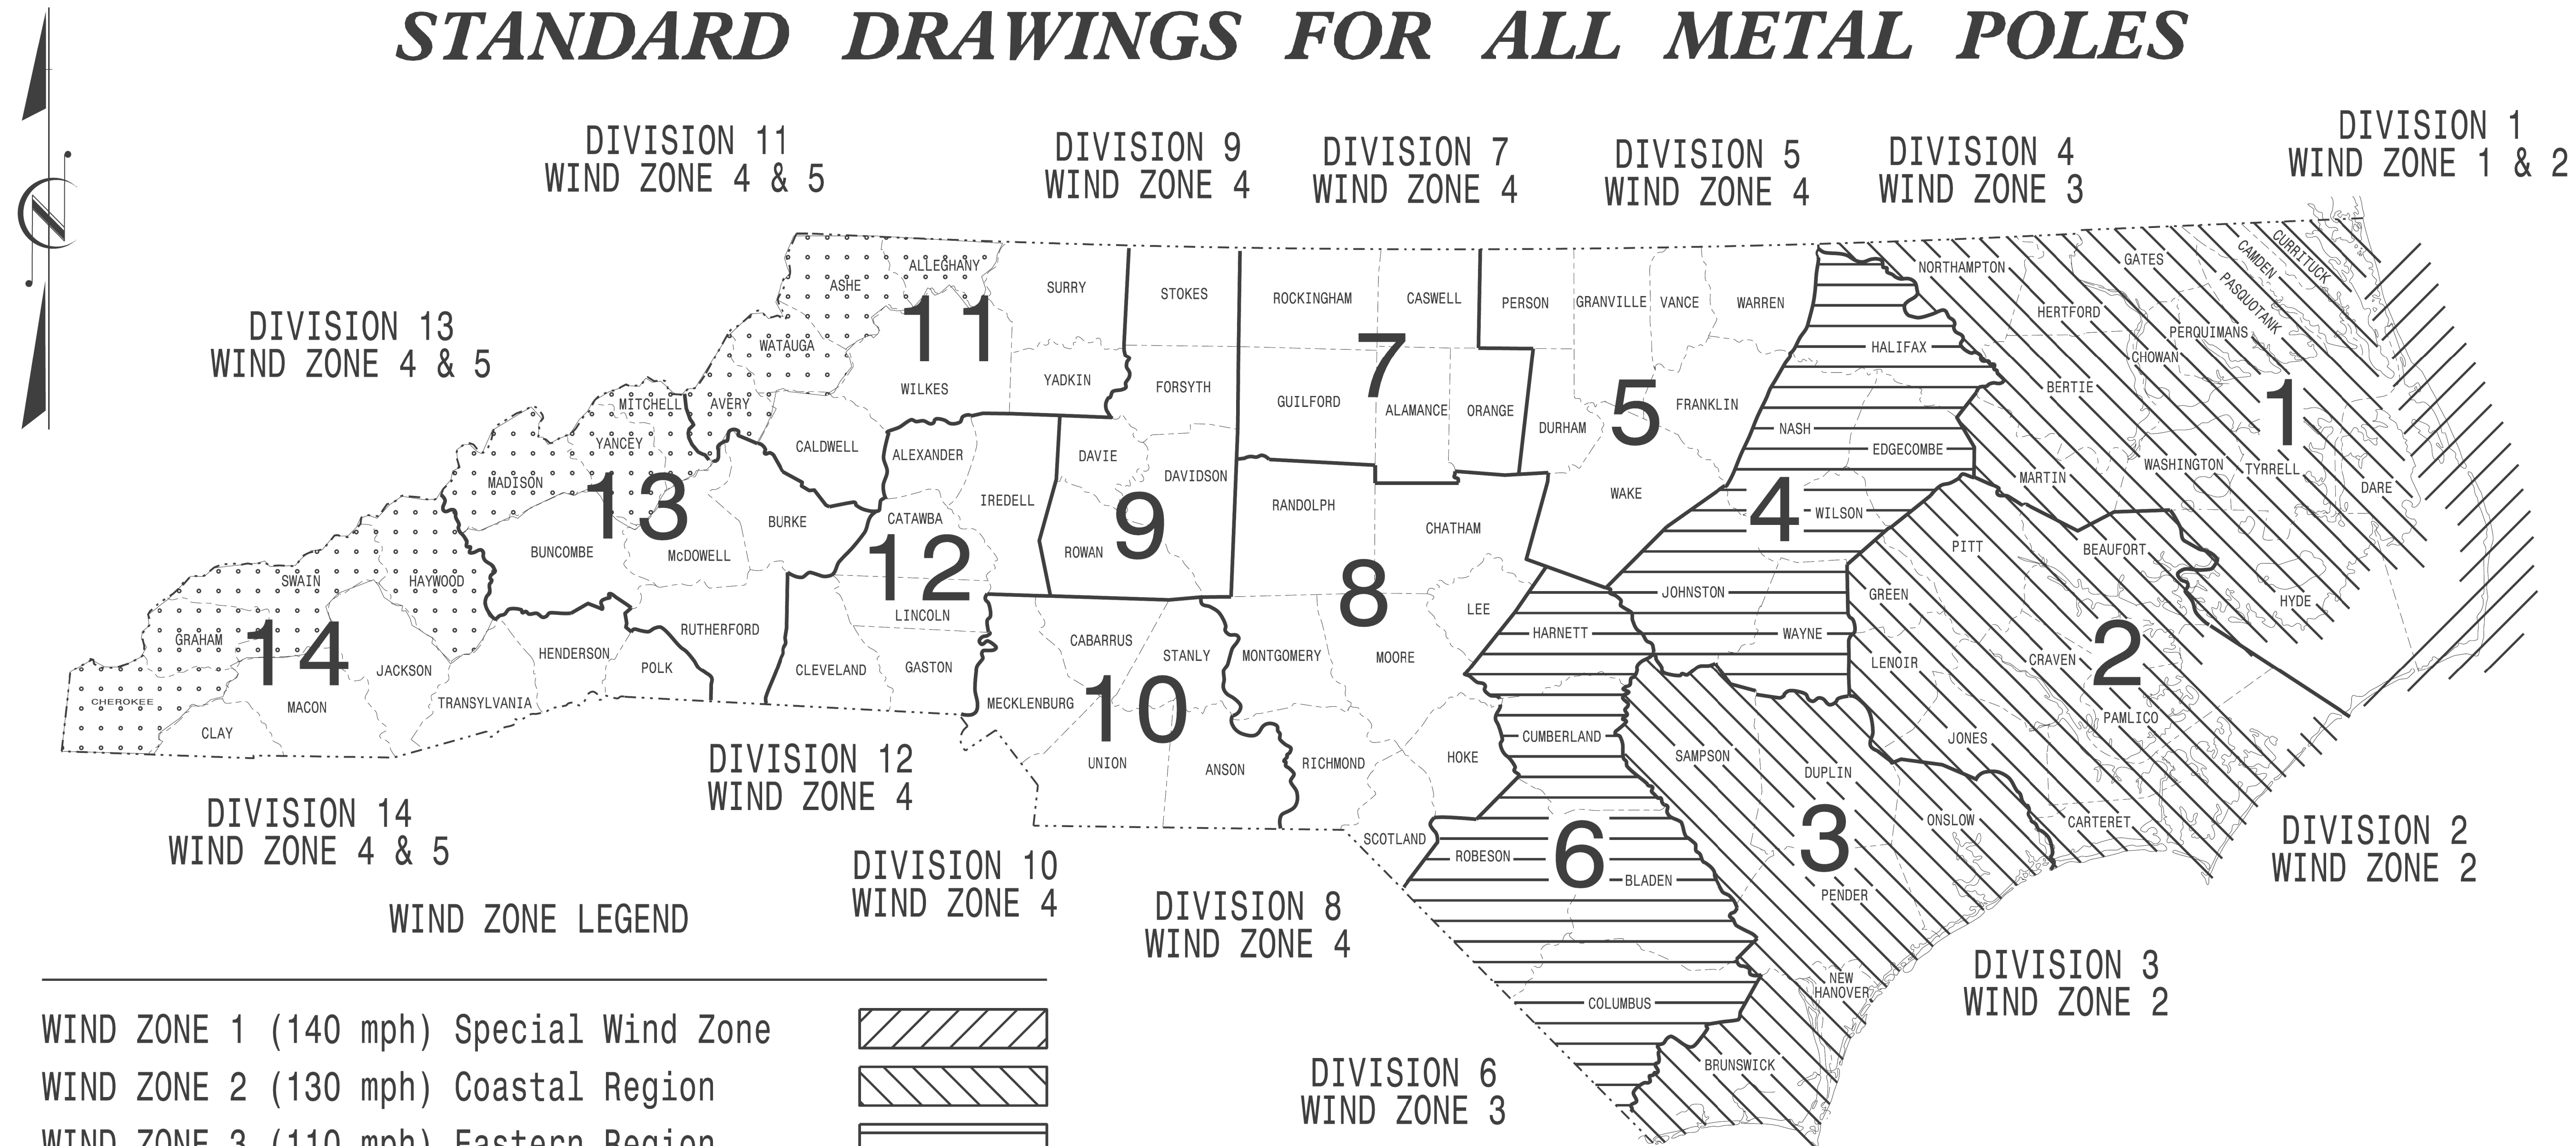 STANDARD DRAWINGS FOR ALL METAL POLES
DIVISION 11
WIND ZONE 4 & 5
DIVISION 9
WIND ZONE 4
DIVISION 7
WIND ZONE 4
DIVISION 5
WIND ZONE 4
DIVISION 4
WIND ZONE 3
DIVISION 1
WIND ZONE 1 & 2
DIVISION 13
WIND ZONE 4 & 5
N
ASHE
ALLEGHANY
11
WATAUGA
WILKES
SURRY
YADKIN
AVERY
CALDWELL
STOKES
FORSYTH
DAVIE
DAVIDSON
9
ROWAN
ROCKINGHAM
CASWELL
7
GUILFORD
ALAMANCE
ORANGE
PERSON
GRANVILLE
VANCE
WARREN
5
FRANKLIN
DURHAM
WAKE
HALIFAX
NASH
EDGECOMBE
4
WILSON
JOHNSTON
WAYNE
NORTHAMPTON
GATES
CAMDEN
CURRITUCK
PASQUOTANK
HERTFORD
PERQUIMANS
CHOWAN
BERTIE
1
MARTIN
WASHINGTON
TYRRELL
DARE
HYDE
MITCHELL
YANCEY
MADISON
13
BUNCOMBE
McDOWELL
BURKE
RUTHERFORD
ALEXANDER
IREDELL
CATAWBA
12
LINCOLN
CLEVELAND
GASTON
SWAIN
HAYWOOD
GRAHAM
14
JACKSON
HENDERSON
POLK
CHEROKEE
MACON
TRANSYLVANIA
CLAY
CABARRUS
STANLY
MECKLENBURG
10
UNION
ANSON
RANDOLPH
CHATHAM
8
LEE
MONTGOMERY
MOORE
RICHMOND
HOKE
SCOTLAND
HARNETT
CUMBERLAND
6
ROBESON
BLADEN
COLUMBUS
PITT
BEAUFORT
GREEN
2
LENOIR
CRAVEN
PAMLICO
JONES
CARTERET
SAMPSON
DUPLIN
ONSLOW
3
PENDER
NEW
HANOVER
BRUNSWICK
DIVISION 14
WIND ZONE 4 & 5
DIVISION 12
WIND ZONE 4
DIVISION 10
WIND ZONE 4
DIVISION 8
WIND ZONE 4
DIVISION 2
WIND ZONE 2
DIVISION 3
WIND ZONE 2
DIVISION 6
WIND ZONE 3
WIND ZONE LEGEND
WIND ZONE 1 (140 mph) Special Wind Zone
WIND ZONE 2 (130 mph) Coastal Region
WIND ZONE 3 (110 mph) Eastern Region